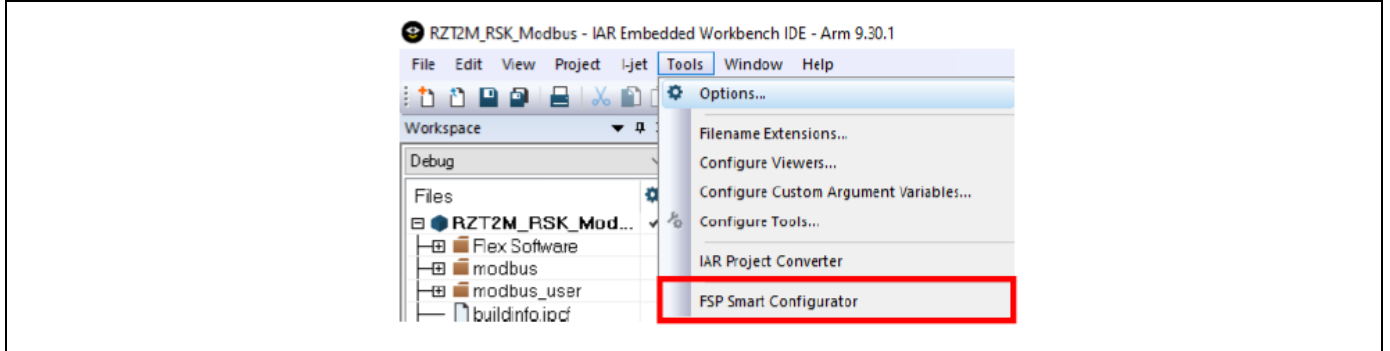 RZT2M_RSK_Modbus - IAR Embedded Workbench IDE - Arm 9.30.1
File Edit View Project I-jet Tools Window Help
Options...
Workspace
Filename Extensions...
Debug
Configure Viewers...
Files
Configure Custom Argument Variables...
RZT2M_RSK_Mod...
Configure Tools...
Flex Software
IAR Project Converter
modbus
modbus_user
FSP Smart Configurator
buildinfo.ipcf